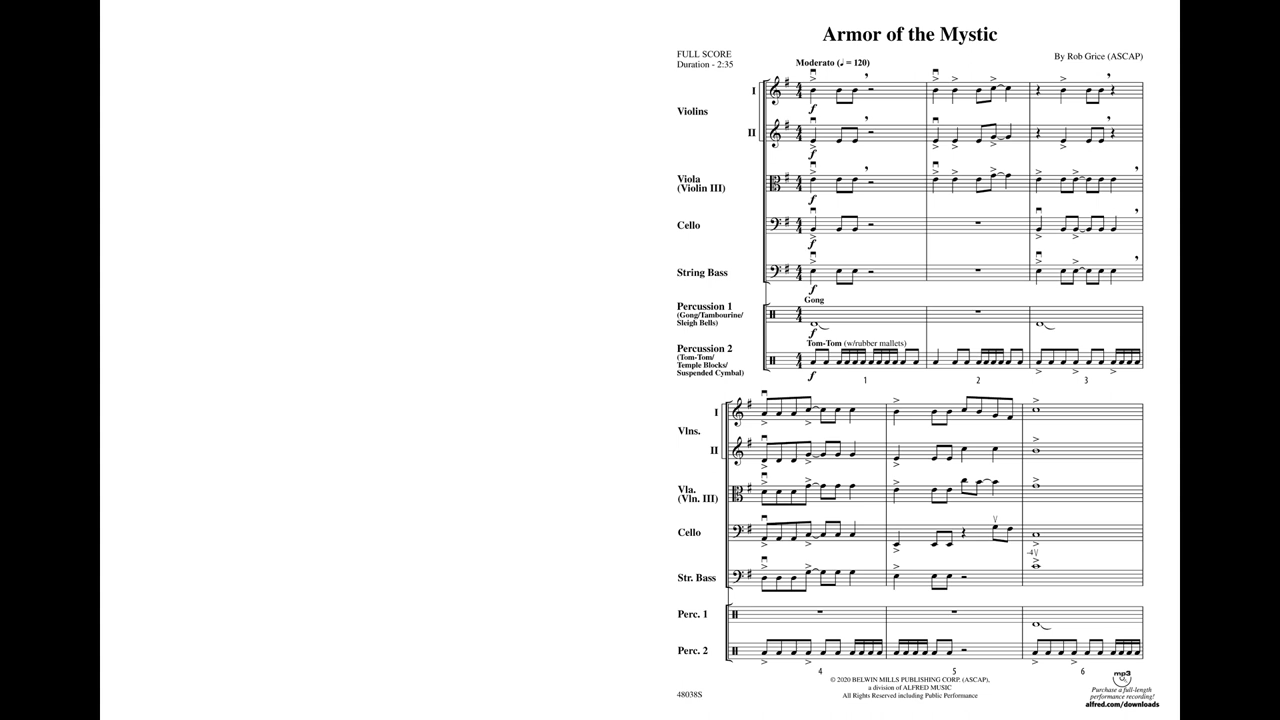 Armor of the Mystic
FULL SCORE
Duration - 2:35
By Rob Grice (ASCAP)
Moderato (♩ = 120)
I
Violins
II
f
f
Viola
(Violin III)
f
Cello
f
String Bass
f
Gong
Percussion 1
(Gong/Tambourine/
Sleigh Bells)
f
Tom-Tom (w/rubber mallets)
Percussion 2
(Tom-Tom/
Temple Blocks/
Suspended Cymbal)
f
1 2 3
I
Vlns.
II
Vla.
(Vln. III)
Cello
-4
Str. Bass
Perc. 1
Perc. 2
4 5 6
© 2020 BELWIN MILLS PUBLISHING CORP. (ASCAP),
a division of ALFRED MUSIC
All Rights Reserved including Public Performance
48038S
mp3
Purchase a full-length
performance recording!
alfred.com/downloads